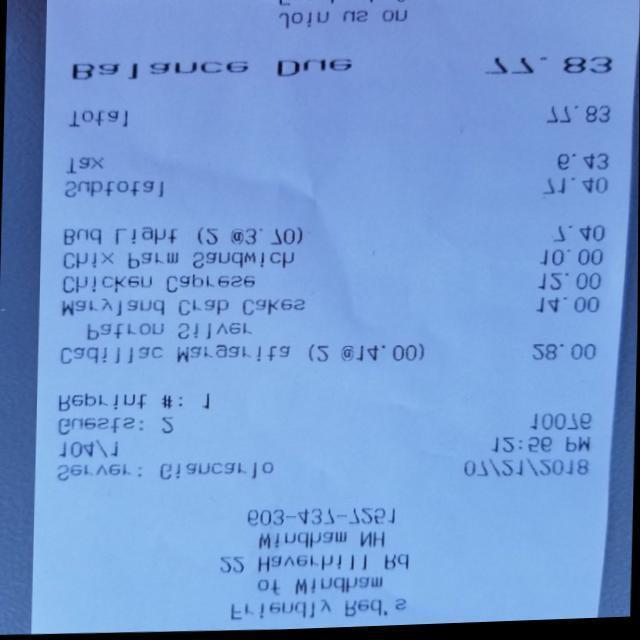 Friendly Red's
of Windham
22 Haverhill Rd
Windham NH
603-437-7251
Server: Giancarlo 07/21/2018
104/1 12:56 PM
Guests: 2 10076
Reprint #: 1
Cadillac Margarita (2 @14.00) 28.00
Patron Silver
Maryland Crab Cakes 14.00
Chicken Caprese 12.00
Chix Parm Sandwich 10.00
Bud Light (2 @3.70) 7.40
Subtotal 71.40
Tax 6.43
Total 77.83
Balance Due 77.83
Join us on